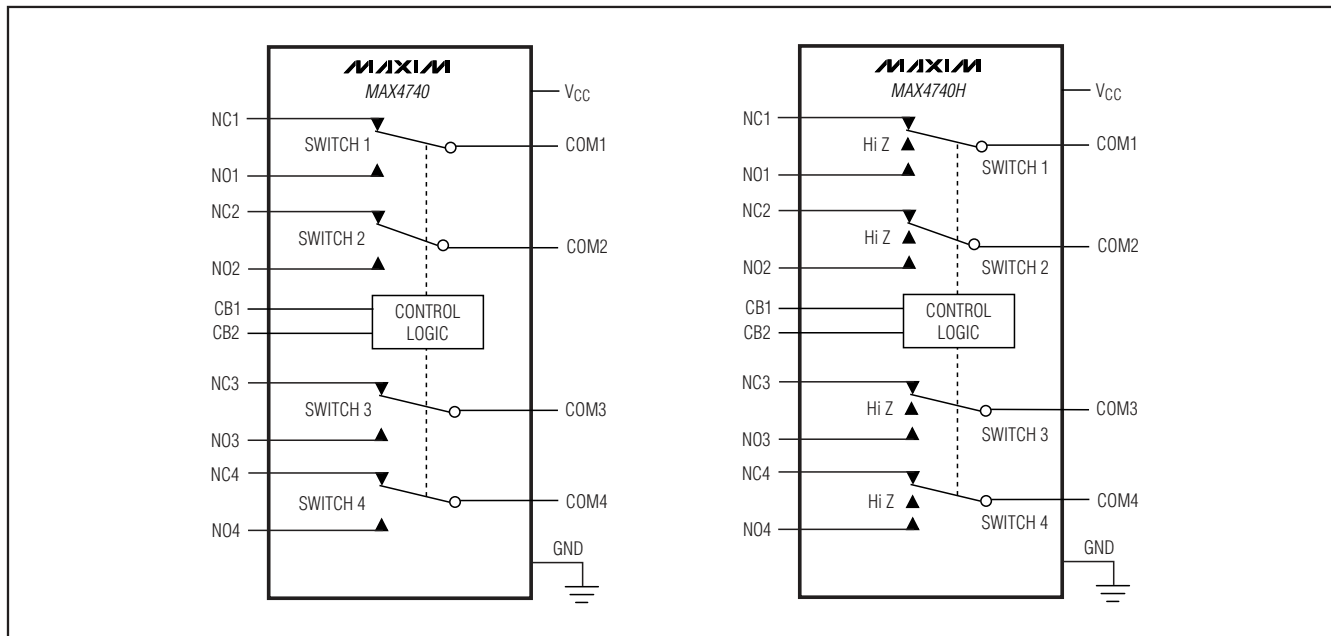 MAXIM
MAX4740
VCC
NC1
SWITCH 1
COM1
NO1
NC2
SWITCH 2
COM2
NO2
CB1
CB2
CONTROL
LOGIC
NC3
SWITCH 3
COM3
NO3
NC4
SWITCH 4
COM4
NO4
GND
MAXIM
MAX4740H
VCC
NC1
Hi Z
COM1
SWITCH 1
NO1
NC2
Hi Z
COM2
SWITCH 2
NO2
CB1
CB2
CONTROL
LOGIC
NC3
Hi Z
COM3
SWITCH 3
NO3
NC4
Hi Z
COM4
SWITCH 4
NO4
GND